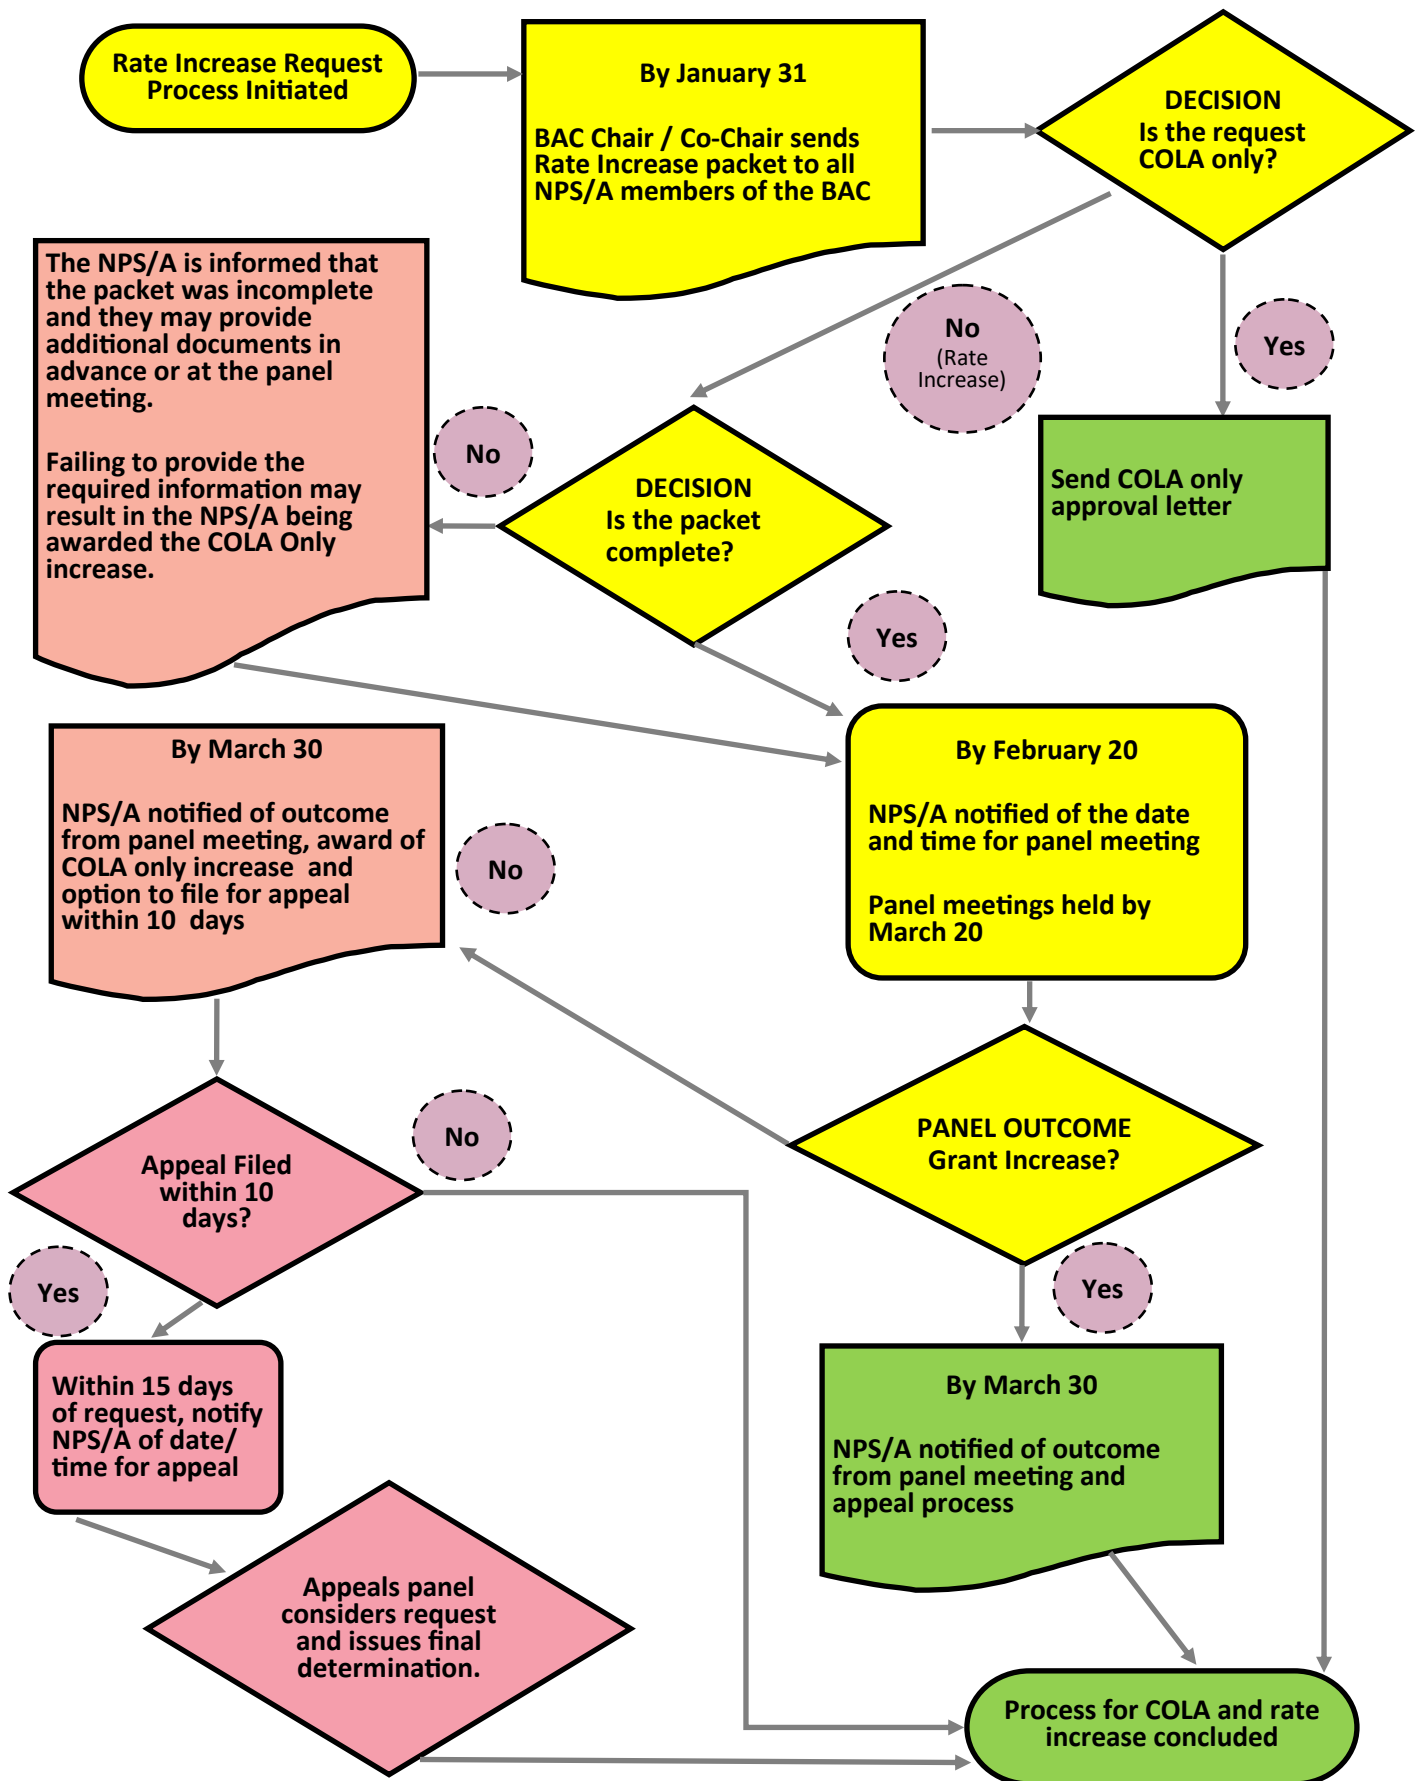 Rate Increase Request
Process Initiated
By January 31
BAC Chair / Co-Chair sends
Rate Increase packet to all
NPS/A members of the BAC
DECISION
Is the request
COLA only?
The NPS/A is informed that
the packet was incomplete
and they may provide
additional documents in
advance or at the panel
meeting.
Failing to provide the
required information may
result in the NPS/A being
awarded the COLA Only
increase.
No
(Rate
Increase)
Yes
No
DECISION
Is the packet
complete?
Send COLA only
approval letter
Yes
By March 30
NPS/A notified of outcome
from panel meeting, award of
COLA only increase  and
option to file for appeal
within 10  days
No
By February 20
NPS/A notified of the date
and time for panel meeting
Panel meetings held by
March 20
No
Appeal Filed
within 10
days?
PANEL OUTCOME
Grant Increase?
Yes
Yes
Within 15 days
of request, notify
NPS/A of date/
time for appeal
By March 30
NPS/A notified of outcome
from panel meeting and
appeal process
Appeals panel
considers request
and issues final
determination.
Process for COLA and rate
increase concluded